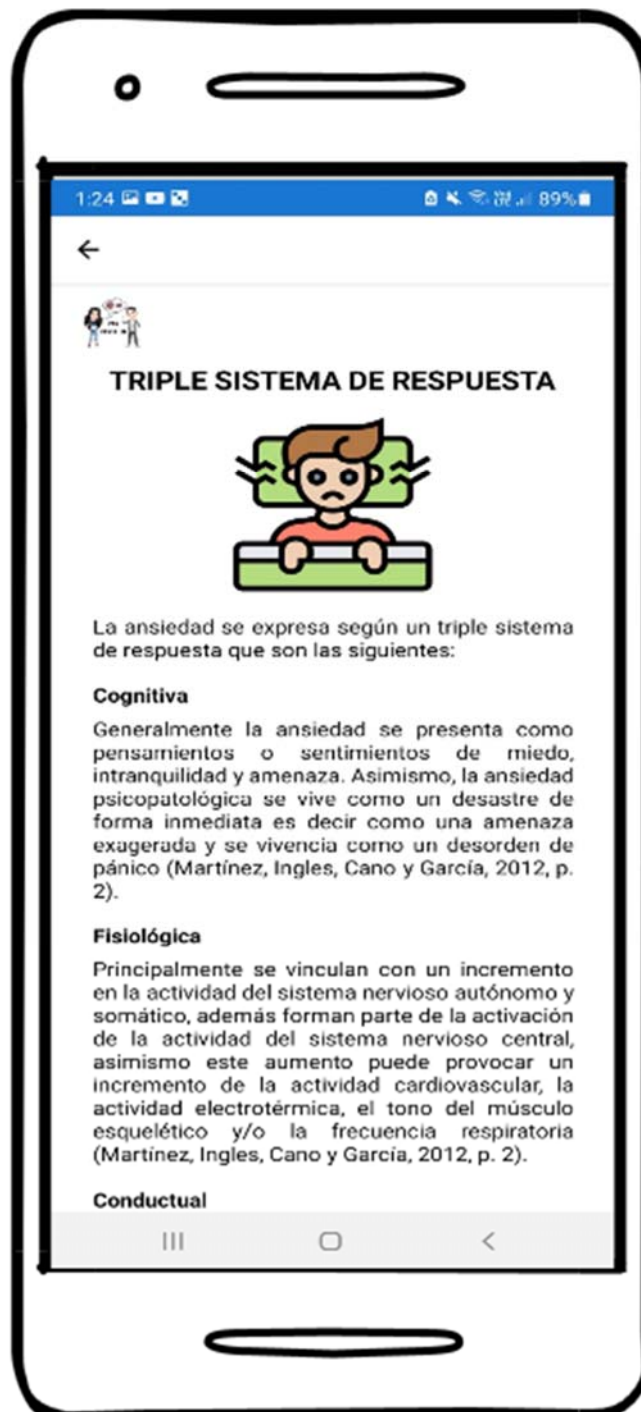 1:24
89%
TRIPLE SISTEMA DE RESPUESTA
La ansiedad se expresa según un triple sistema
de respuesta que son las siguientes:
Cognitiva
Generalmente la ansiedad se presenta como
pensamientos o sentimientos de miedo,
intranquilidad y amenaza. Asimismo, la ansiedad
psicopatológica se vive como un desastre de
forma inmediata es decir como una amenaza
exagerada y se vivencia como un desorden de
pánico (Martínez, Ingles, Cano y García, 2012, p.
2).
Fisiológica
Principalmente se vinculan con un incremento
en la actividad del sistema nervioso autónomo y
somático, además forman parte de la activación
de la actividad del sistema nervioso central,
asimismo este aumento puede provocar un
incremento de la actividad cardiovascular, la
actividad electrotérmica, el tono del músculo
esquelético y/o la frecuencia respiratoria
(Martínez, Ingles, Cano y García, 2012, p. 2).
Conductual